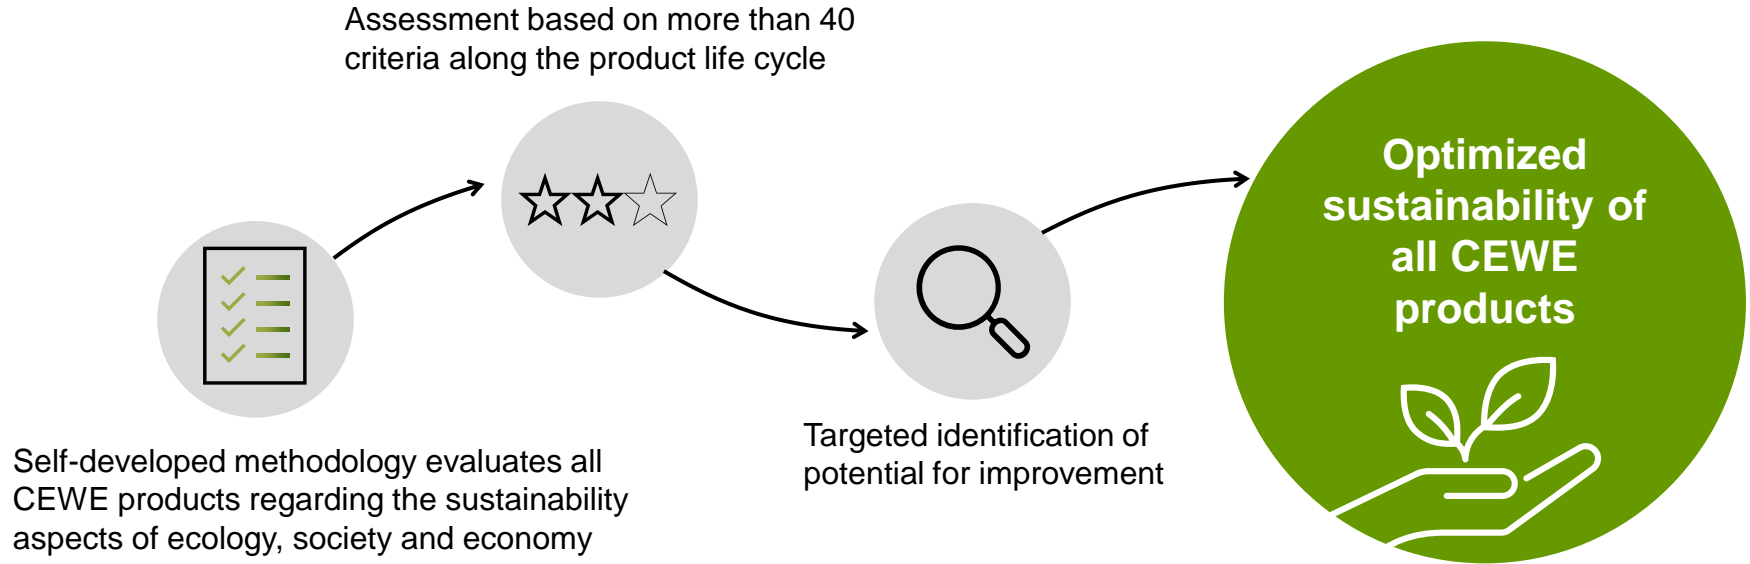 Assessment based on more than 40
criteria along the product life cycle
Self-developed methodology evaluates all
CEWE products regarding the sustainability
aspects of ecology, society and economy
Targeted identification of
potential for improvement
Optimized
sustainability of
all CEWE
products